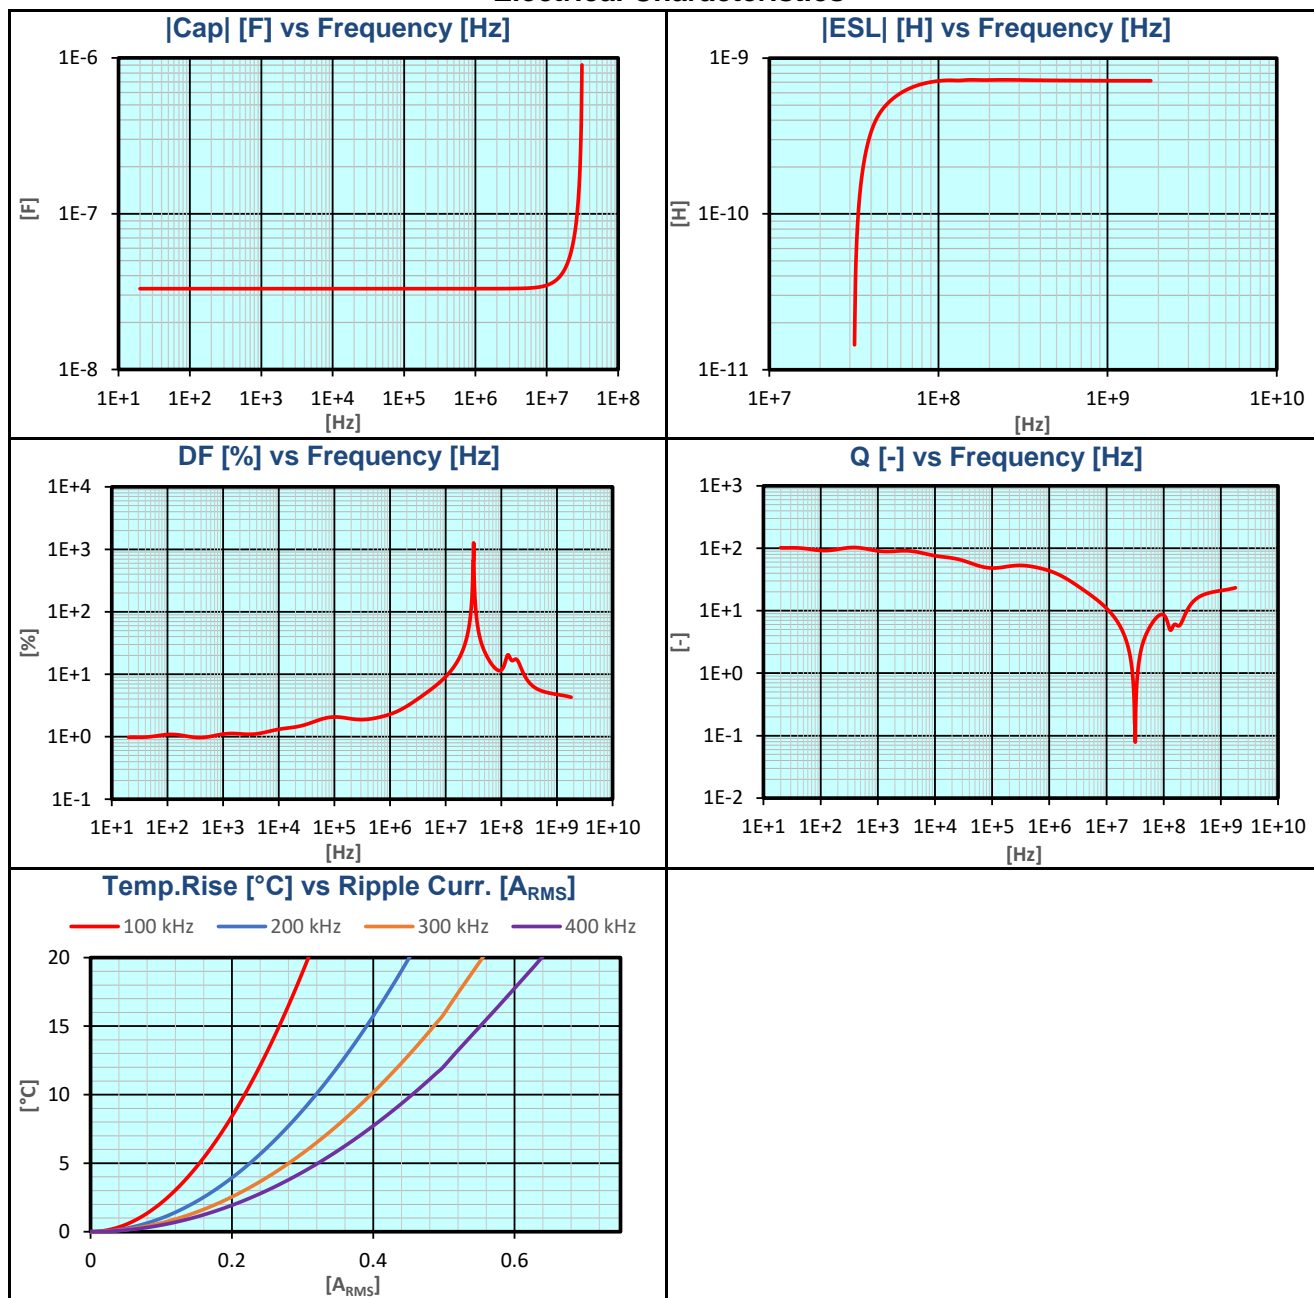 |Cap| [F] vs Frequency [Hz]
1E-6
1E-7
1E-8
[F]
1E+1 1E+2 1E+3 1E+4 1E+5 1E+6 1E+7 1E+8
[Hz]
|ESL| [H] vs Frequency [Hz]
1E-9
1E-10
1E-11
[H]
1E+7 1E+8 1E+9 1E+10
[Hz]
DF [%] vs Frequency [Hz]
1E+4
1E+3
1E+2
1E+1
1E+0
1E-1
[%]
1E+1 1E+2 1E+3 1E+4 1E+5 1E+6 1E+7 1E+8 1E+9 1E+10
[Hz]
Q [-] vs Frequency [Hz]
1E+3
1E+2
1E+1
1E+0
1E-1
1E-2
[-]
1E+1 1E+2 1E+3 1E+4 1E+5 1E+6 1E+7 1E+8 1E+9 1E+10
[Hz]
Temp.Rise [°C] vs Ripple Curr. [ARMS]
100 kHz 200 kHz 300 kHz 400 kHz
20
15
10
5
0
[°C]
0 0.2 0.4 0.6
[ARMS]